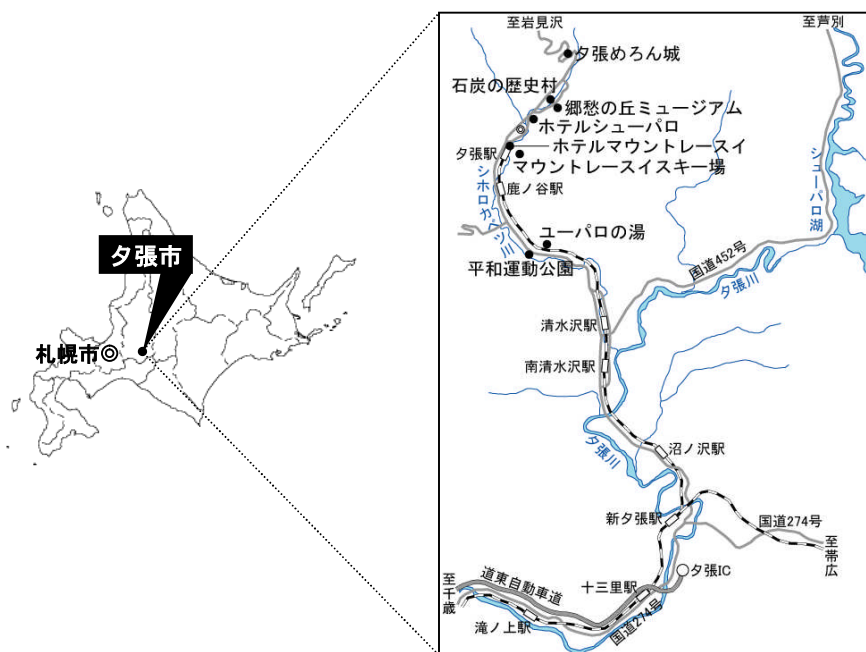 夕張市
札幌市
至岩見沢
至芦別
夕張めろん城
石炭の歴史村
郷愁の丘ミュージアム
ホテルシューパロ
ホテルマウントレースイ
夕張駅
マウントレースイスキー場
シューパロ湖
鹿ノ谷駅
シホロカベツ川
ユーパロの湯
平和運動公園
国道452号
夕張川
清水沢駅
南清水沢駅
夕張川
沼ノ沢駅
新夕張駅
国道274号
至帯広
夕張IC
十三里駅
至千歳
道東自動車道
国道274号
滝ノ上駅